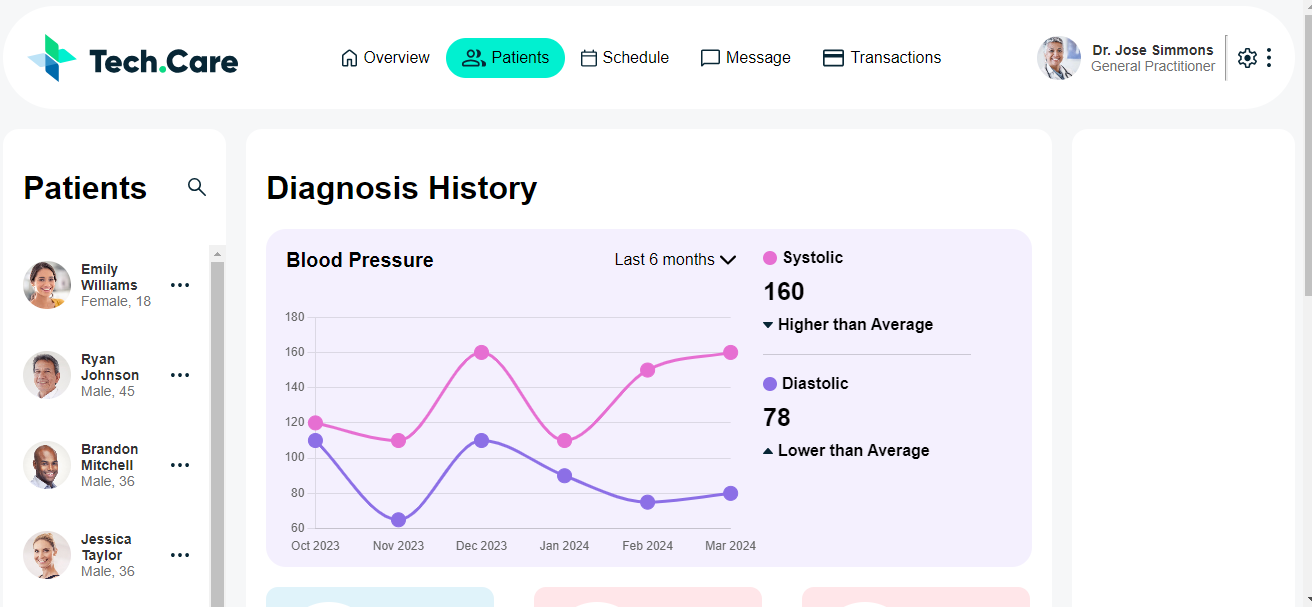 Tech.Care
Overview
Patients
Schedule
Message
Transactions
Dr. Jose Simmons
General Practitioner
Patients
Emily
Williams
Female, 18
Ryan
Johnson
Male, 45
Brandon
Mitchell
Male, 36
Jessica
Taylor
Male, 36
Diagnosis History
Blood Pressure
Last 6 months
180
160
140
120
100
80
60
Oct 2023
Nov 2023
Dec 2023
Jan 2024
Feb 2024
Mar 2024
Systolic
160
Higher than Average
Diastolic
78
Lower than Average